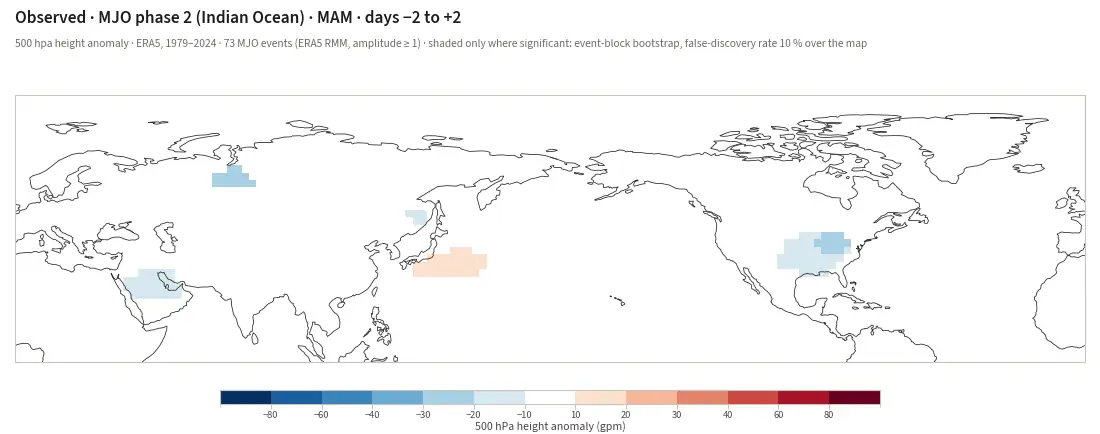 Observed · MJO phase 2 (Indian Ocean) · MAM · days −2 to +2
500 hpa height anomaly · ERA5, 1979–2024 · 73 MJO events (ERA5 RMM, amplitude ≥ 1) · shaded only where significant: event-block bootstrap, false-discovery rate 10 % over the map
−80 −60 −40 −30 −20 −10 10 20 30 40 60 80
500 hpa height anomaly (gpm)